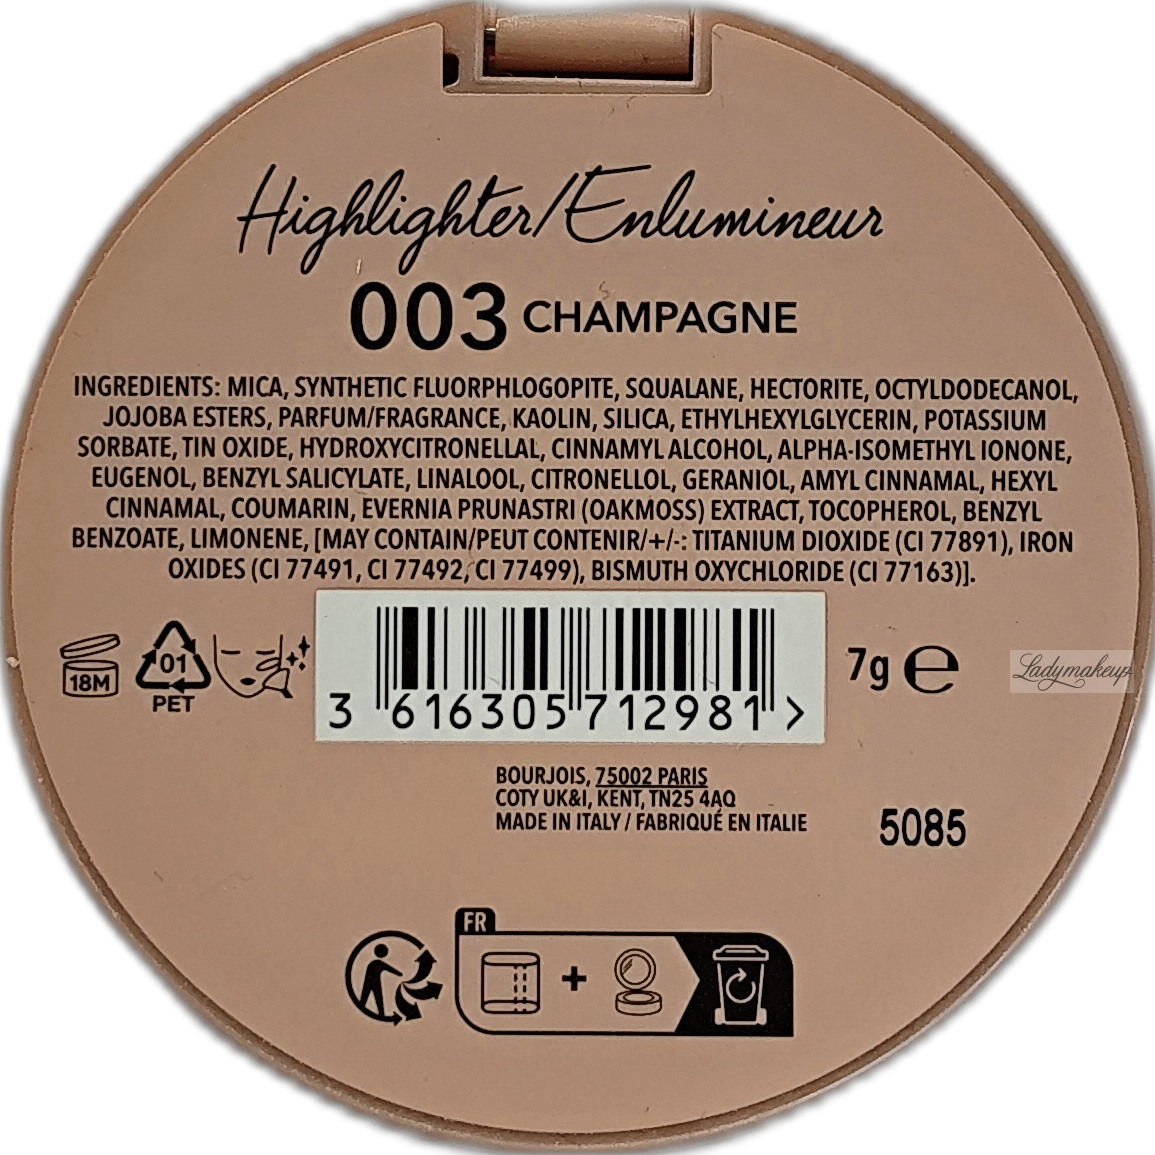 Highlighter/Enlumineur
003 CHAMPAGNE
INGREDIENTS: MICA, SYNTHETIC FLUORPHLOGOPITE, SQUALANE, HECTORITE, OCTYLDODECANOL,
JOJOBA ESTERS, PARFUM/FRAGRANCE, KAOLIN, SILICA, ETHYLHEXYLGLYCERIN, POTASSIUM
SORBATE, TIN OXIDE, HYDROXYCITRONELLAL, CINNAMYL ALCOHOL, ALPHA-ISOMETHYL IONONE,
EUGENOL, BENZYL SALICYLATE, LINALOOL, CITRONELLOL, GERANIOL, AMYL CINNAMAL, HEXYL
CINNAMAL, COUMARIN, EVERNIA PRUNASTRI (OAKMOSS) EXTRACT, TOCOPHEROL, BENZYL
BENZOATE, LIMONENE, [MAY CONTAIN/PEUT CONTENIR/+/-: TITANIUM DIOXIDE (CI 77891), IRON
OXIDES (CI 77491, CI 77492, CI 77499), BISMUTH OXYCHLORIDE (CI 77163)].
18M
01
PET
3 616305 712981 >
7g e
Ladymakeup
BOURJOIS, 75002 PARIS
COTY UK&I, KENT, TN25 4AQ
MADE IN ITALY / FABRIQUÉ EN ITALIE
5085
FR
+